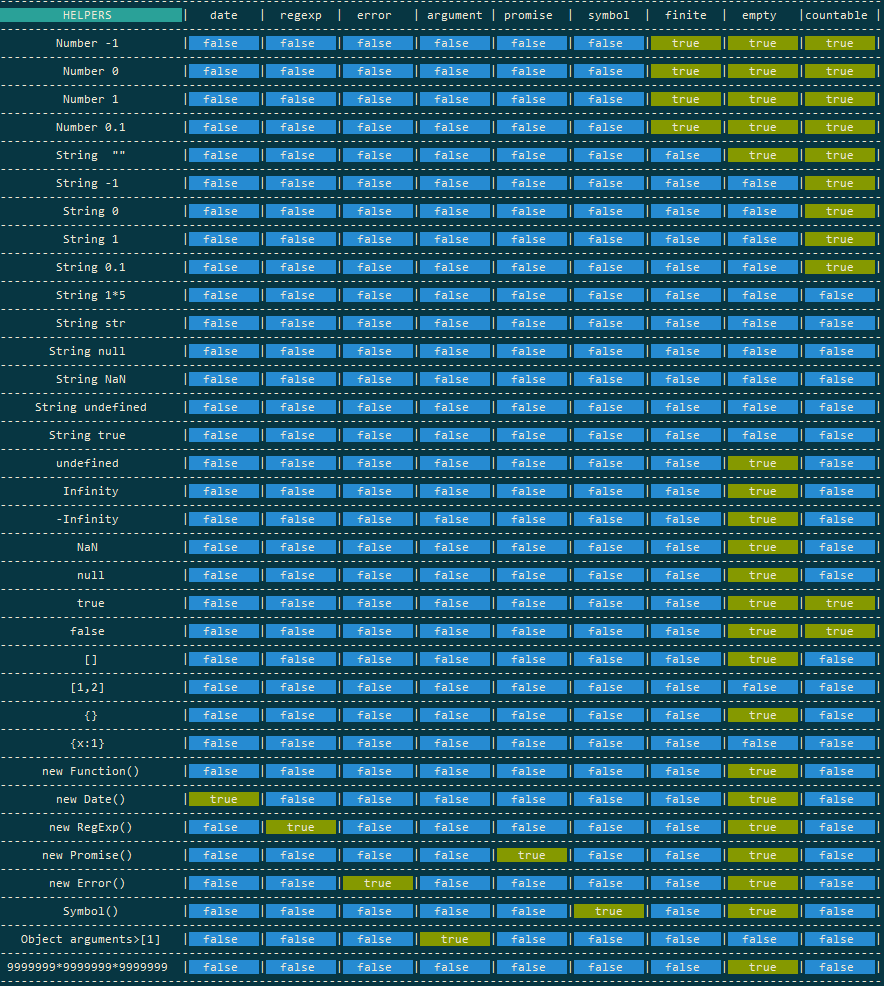 HELPERS | date | regexp | error | argument | promise | symbol | finite | empty |countable |
Number -1 | false | false | false | false | false | false | true | true | true |
Number 0 | false | false | false | false | false | false | true | true | true |
Number 1 | false | false | false | false | false | false | true | true | true |
Number 0.1 | false | false | false | false | false | false | true | true | true |
String "" | false | false | false | false | false | false | false | true | true |
String -1 | false | false | false | false | false | false | false | false | true |
String 0 | false | false | false | false | false | false | false | false | true |
String 1 | false | false | false | false | false | false | false | false | true |
String 0.1 | false | false | false | false | false | false | false | false | true |
String 1*5 | false | false | false | false | false | false | false | false | false |
String str | false | false | false | false | false | false | false | false | false |
String null | false | false | false | false | false | false | false | false | false |
String NaN | false | false | false | false | false | false | false | false | false |
String undefined | false | false | false | false | false | false | false | false | false |
String true | false | false | false | false | false | false | false | false | false |
undefined | false | false | false | false | false | false | false | true | false |
Infinity | false | false | false | false | false | false | false | true | false |
-Infinity | false | false | false | false | false | false | false | true | false |
NaN | false | false | false | false | false | false | false | true | false |
null | false | false | false | false | false | false | false | true | false |
true | false | false | false | false | false | false | false | true | true |
false | false | false | false | false | false | false | false | true | true |
[] | false | false | false | false | false | false | false | true | false |
[1,2] | false | false | false | false | false | false | false | false | false |
{} | false | false | false | false | false | false | false | true | false |
{x:1} | false | false | false | false | false | false | false | false | false |
new Function() | false | false | false | false | false | false | false | true | false |
new Date() | true | false | false | false | false | false | false | true | false |
new RegExp() | false | true | false | false | false | false | false | true | false |
new Promise() | false | false | false | false | true | false | false | true | false |
new Error() | false | false | true | false | false | false | false | true | false |
Symbol() | false | false | false | false | false | true | false | true | false |
Object arguments>[1] | false | false | false | true | false | false | false | false | false |
9999999*9999999*9999999 | false | false | false | false | false | false | false | true | false |